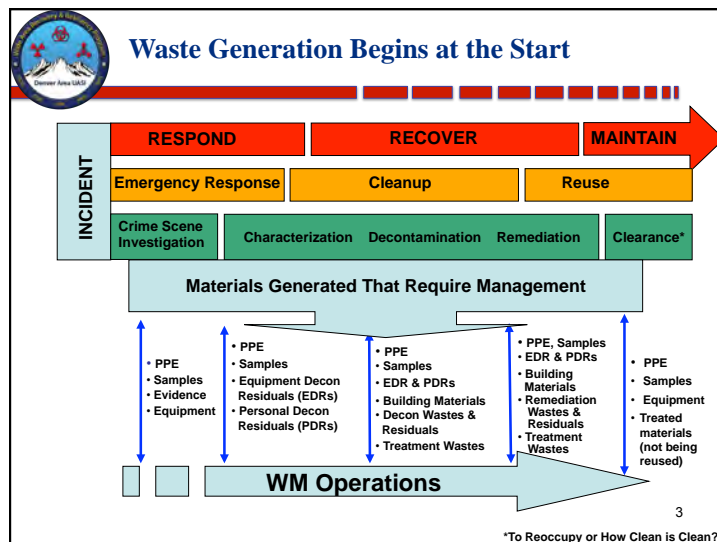 Waste Generation Begins at the Start
Denver Area UASI
INCIDENT
RESPOND
RECOVER
MAINTAIN
Emergency Response
Cleanup
Reuse
Crime Scene
Investigation
Characterization Decontamination Remediation
Clearance*
Materials Generated That Require Management
• PPE
• Samples
• Evidence
• Equipment
• PPE
• Samples
• Equipment Decon
Residuals (EDRs)
• Personal Decon
Residuals (PDRs)
• PPE
• Samples
• EDR & PDRs
• Building Materials
• Decon Wastes &
Residuals
• Treatment Wastes
• PPE, Samples
• EDR & PDRs
• Building
Materials
• Remediation
Wastes &
Residuals
• Treatment
Wastes
• PPE
• Samples
• Equipment
• Treated
materials
(not being
reused)
WM Operations
3
*To Reoccupy or How Clean is Clean?